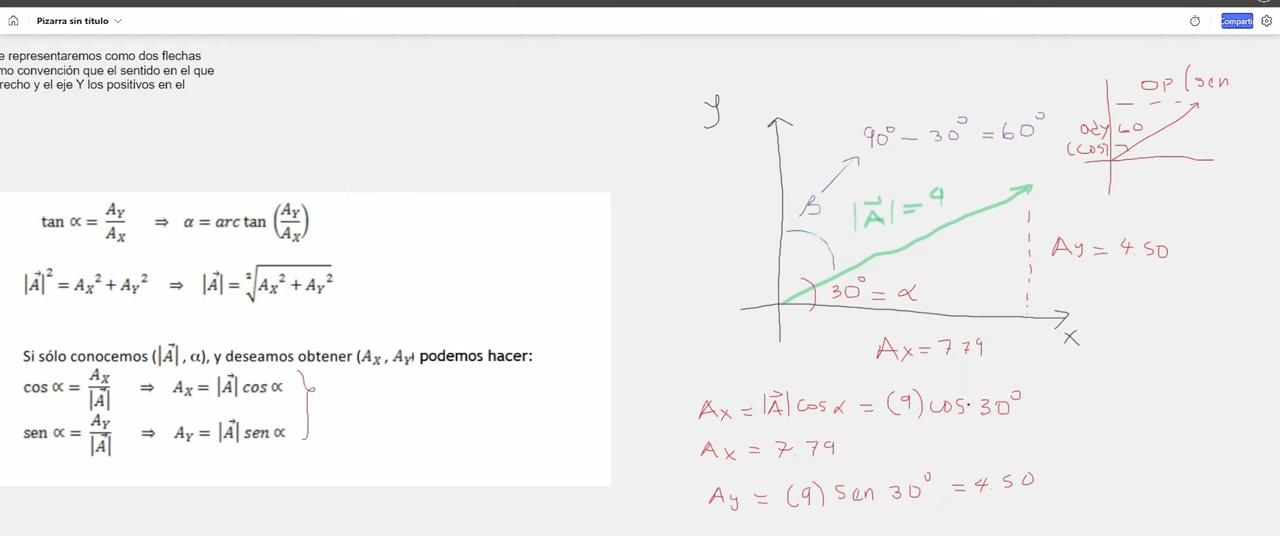 Pizarra sin título
Comparti
e representaremos como dos flechas
mo convención que el sentido en el que
recho y el eje Y los positivos en el
tan ∝ = A_Y / A_X ⇒ α = arc tan (A_Y / A_X)
|A⃗|² = A_X² + A_Y² ⇒ |A⃗| = ²√(A_X² + A_Y²)
Si sólo conocemos (|A⃗|, α), y deseamos obtener (A_X, A_Y) podemos hacer:
cos ∝ = A_X / |A⃗| ⇒ A_X = |A⃗| cos ∝
sen ∝ = A_Y / |A⃗| ⇒ A_Y = |A⃗| sen ∝
y
90° - 30° = 60°
β
|A⃗| = 9
30° = α
Ay = 4.50
x
Ax = 7.79
Ax = |A⃗| cos α = (9) cos · 30°
Ax = 7.79
Ay = (9) Sen 30° = 4.50
OP (sen
ady 60
(cos)